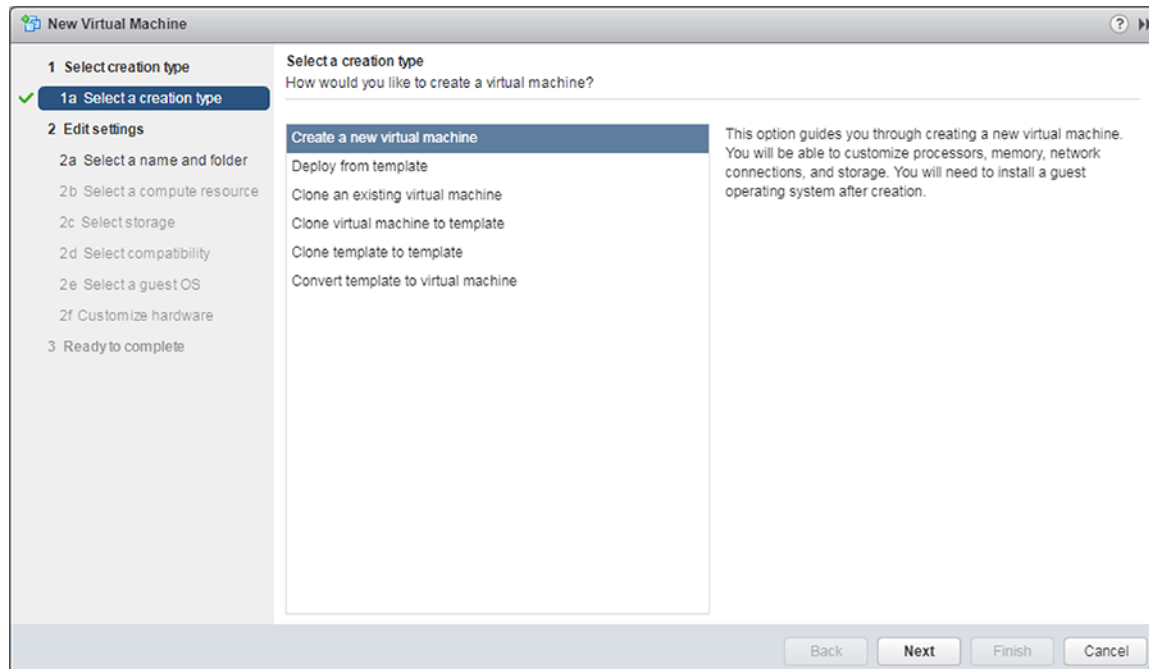 New Virtual Machine
?
1 Select creation type
1a Select a creation type
2 Edit settings
2a Select a name and folder
2b Select a compute resource
2c Select storage
2d Select compatibility
2e Select a guest OS
2f Customize hardware
3 Ready to complete
Select a creation type
How would you like to create a virtual machine?
Create a new virtual machine
Deploy from template
Clone an existing virtual machine
Clone virtual machine to template
Clone template to template
Convert template to virtual machine
This option guides you through creating a new virtual machine.
You will be able to customize processors, memory, network
connections, and storage. You will need to install a guest
operating system after creation.
Back
Next
Finish
Cancel